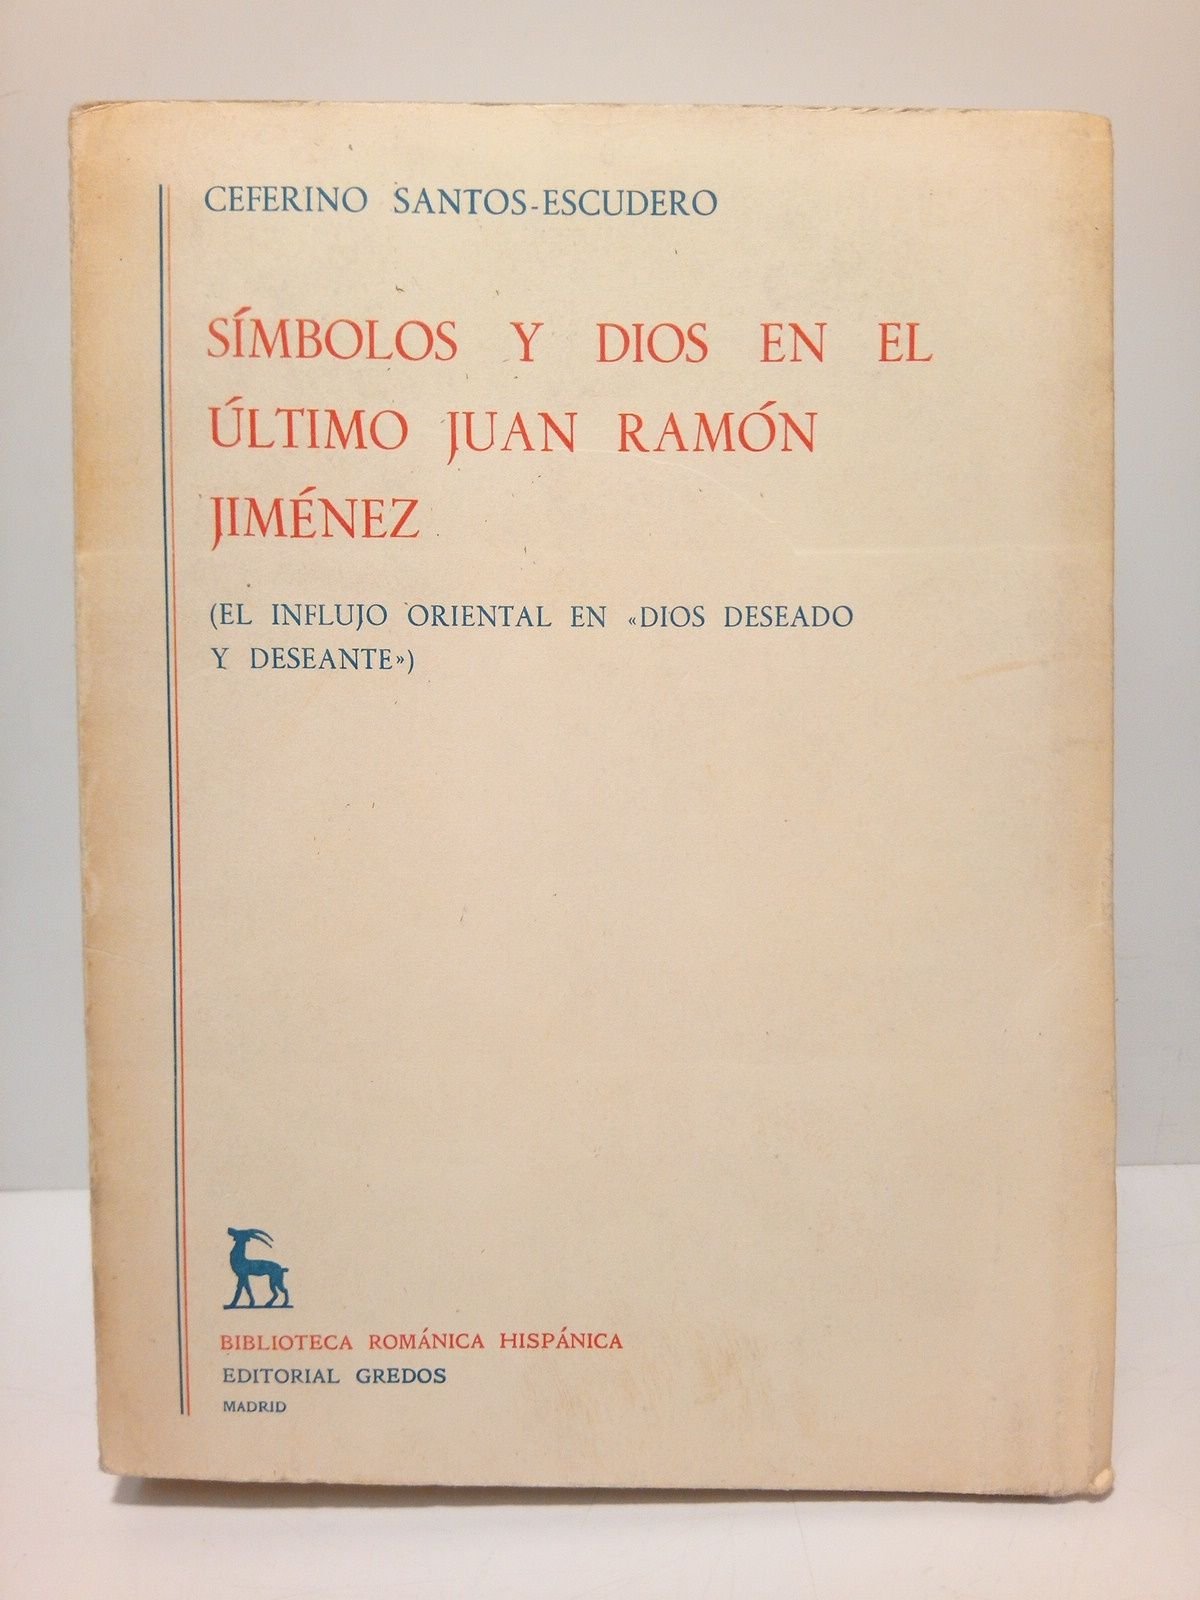 CEFERINO SANTOS-ESCUDERO
SÍMBOLOS Y DIOS EN EL
ÚLTIMO JUAN RAMÓN
JIMÉNEZ
(EL INFLUJO ORIENTAL EN «DIOS DESEADO
Y DESEANTE»)
BIBLIOTECA ROMÁNICA HISPÁNICA
EDITORIAL GREDOS
MADRID